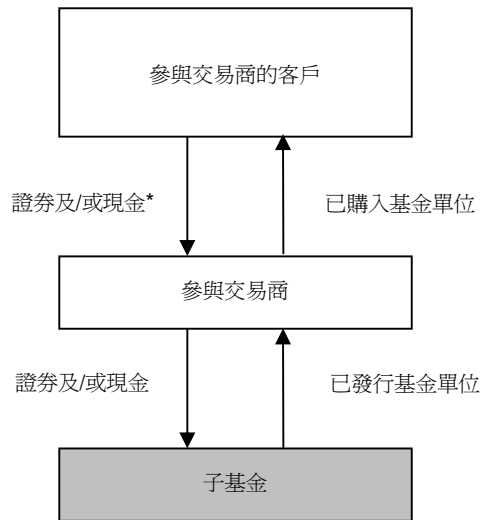 參與交易商的客戶
證券及/或現金*
已購入基金單位
參與交易商
證券及/或現金
已發行基金單位
子基金